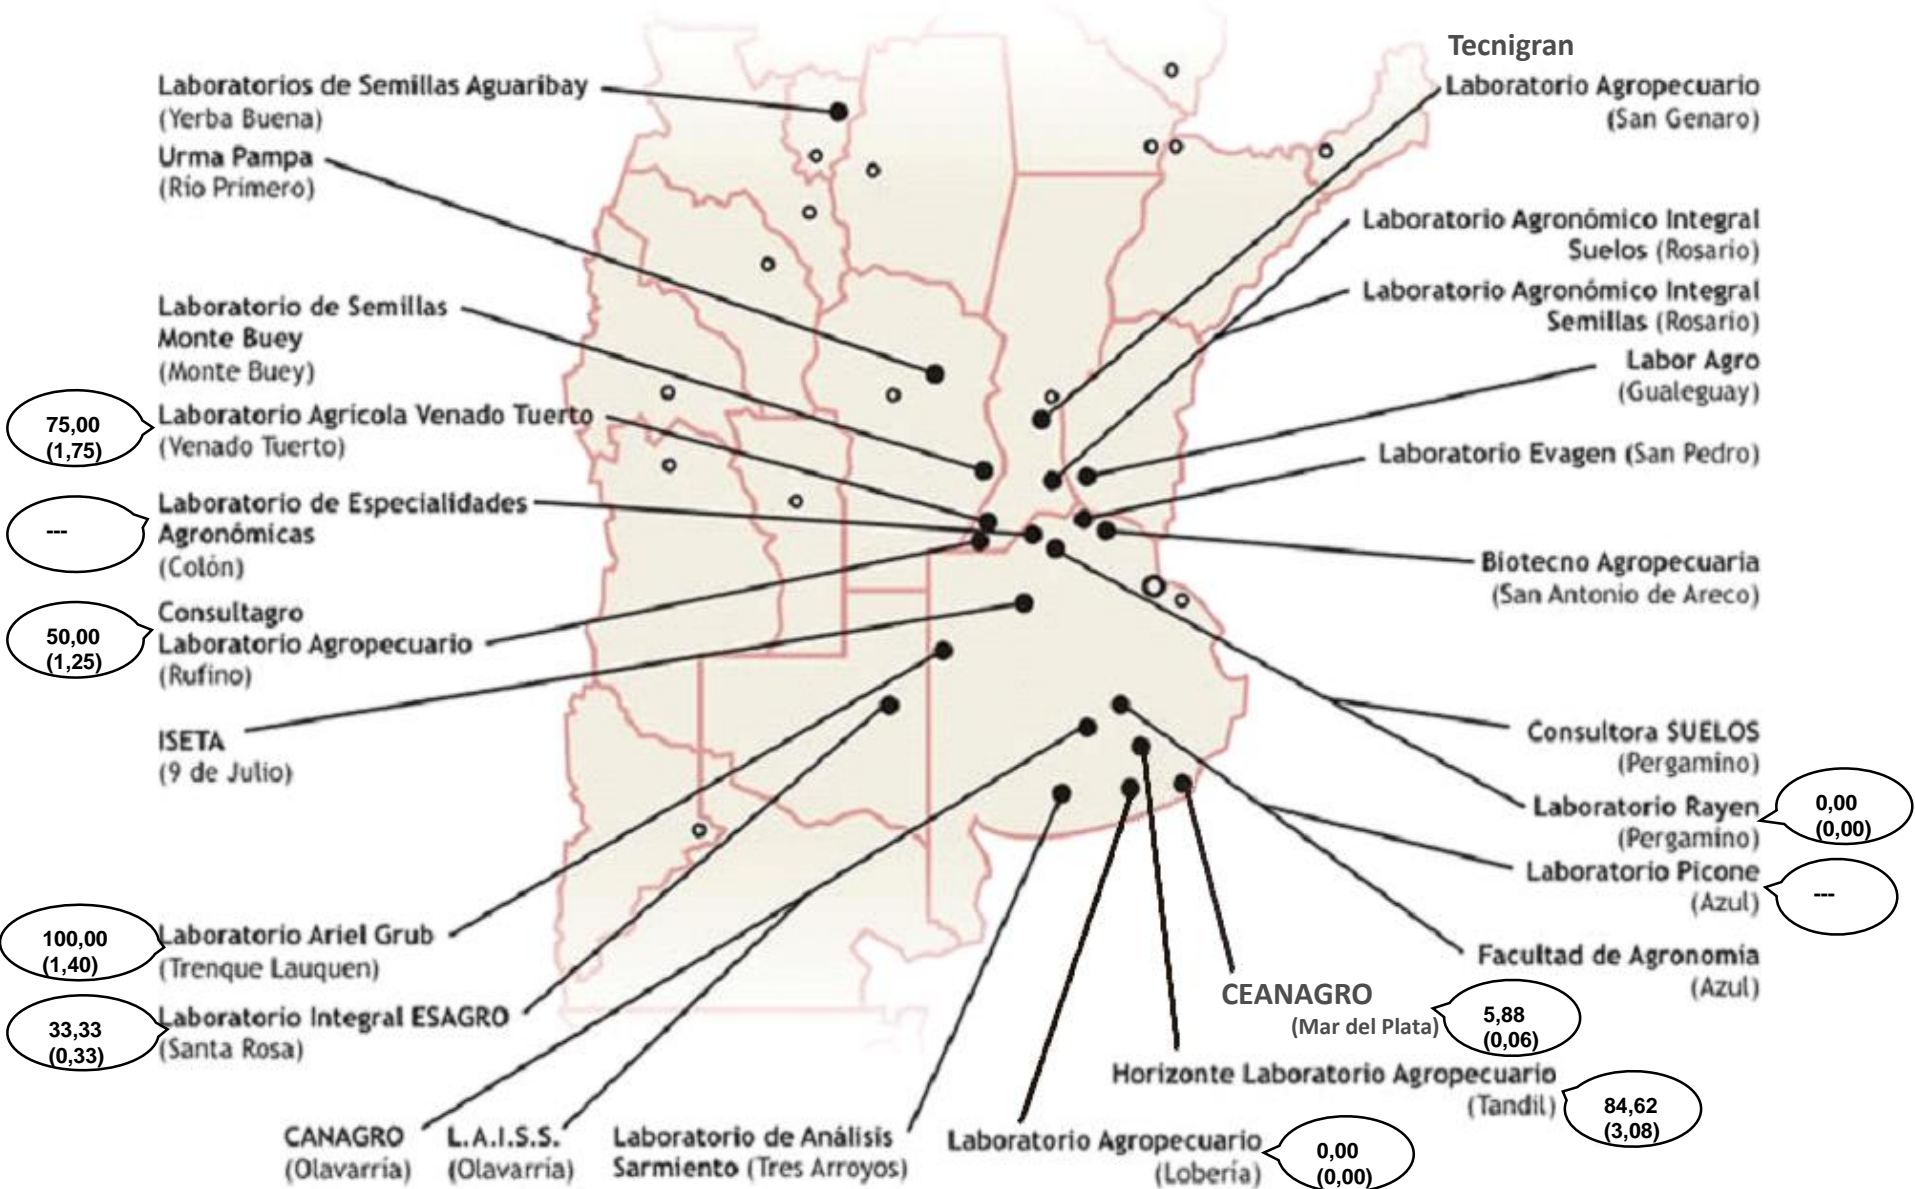 Tecnigran
Laboratorio Agropecuario
(San Genaro)
Laboratorios de Semillas Aguaribay
(Yerba Buena)
Urma Pampa
(Río Primero)
Laboratorio Agronómico Integral
Suelos (Rosario)
Laboratorio Agronómico Integral
Semillas (Rosario)
Laboratorio de Semillas
Monte Buey
(Monte Buey)
Labor Agro
(Gualeguay)
75,00
(1,75)
Laboratorio Agrícola Venado Tuerto
(Venado Tuerto)
Laboratorio Evagen (San Pedro)
---
Laboratorio de Especialidades
Agronómicas
(Colón)
Biotecno Agropecuaria
(San Antonio de Areco)
50,00
(1,25)
Consultagro
Laboratorio Agropecuario
(Rufino)
ISETA
(9 de Julio)
Consultora SUELOS
(Pergamino)
Laboratorio Rayen
(Pergamino)
0,00
(0,00)
Laboratorio Picone
(Azul)
---
Facultad de Agronomía
(Azul)
100,00
(1,40)
Laboratorio Ariel Grub
(Trenque Lauquen)
33,33
(0,33)
Laboratorio Integral ESAGRO
(Santa Rosa)
CEANAGRO
(Mar del Plata)
5,88
(0,06)
Horizonte Laboratorio Agropecuario
(Tandil)
84,62
(3,08)
CANAGRO
(Olavarría)
L.A.I.S.S.
(Olavarría)
Laboratorio de Análisis
Sarmiento (Tres Arroyos)
Laboratorio Agropecuario
(Lobería)
0,00
(0,00)